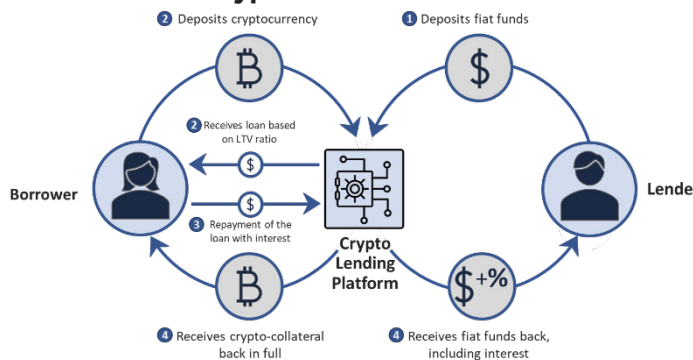 2 Deposits cryptocurrency
1 Deposits fiat funds
2 Receives loan based
on LTV ratio
$
Borrower
Lende
$
3 Repayment of the
loan with interest
Crypto
Lending
Platform
$+%
4 Receives crypto-collateral
back in full
4 Receives fiat funds back,
including interest